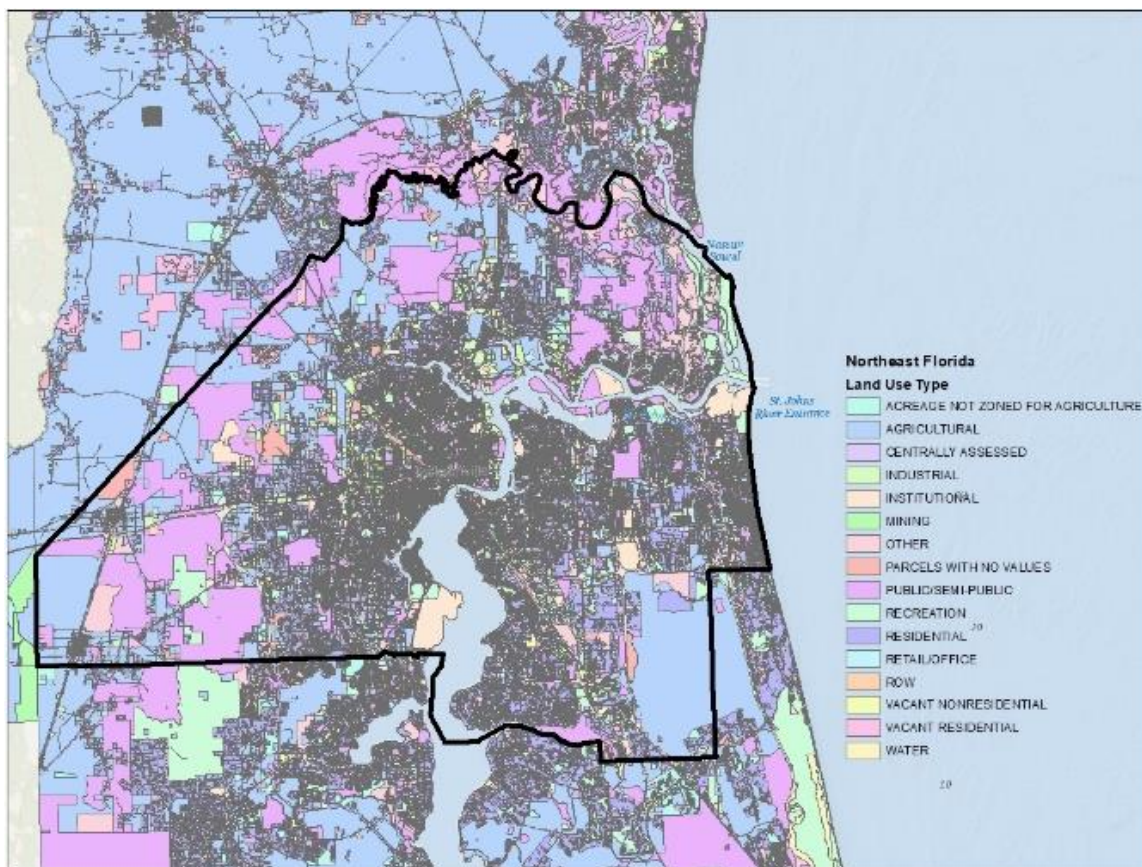 Nassau
Sound
St. Johns
River Entrance
Northeast Florida
Land Use Type
ACREAGE NOT ZONED FOR AGRICULTURE
AGRICULTURAL
CENTRALLY ASSESSED
INDUSTRIAL
INSTITUTIONAL
MINING
OTHER
PARCELS WITH NO VALUES
PUBLIC/SEMI-PUBLIC
RECREATION
RESIDENTIAL
20
RETAIL/OFFICE
ROW
VACANT NONRESIDENTIAL
VACANT RESIDENTIAL
WATER
10